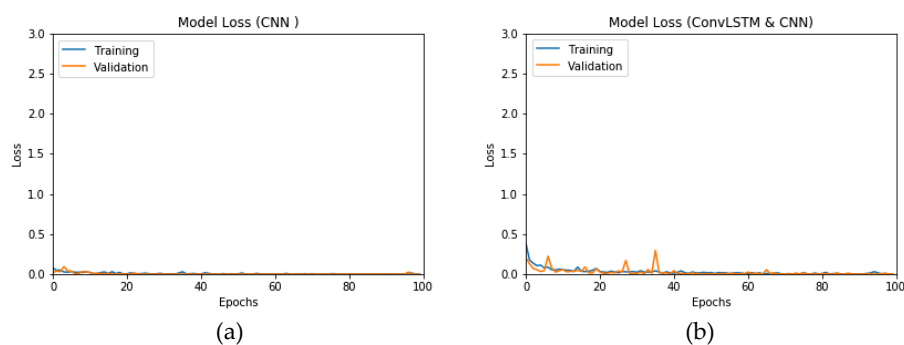 Model Loss (CNN )
3.0
2.5
2.0
1.5
1.0
0.5
0.0
Loss
Training
Validation
0 20 40 60 80 100
Epochs
(a)
Model Loss (ConvLSTM & CNN)
3.0
2.5
2.0
1.5
1.0
0.5
0.0
Loss
Training
Validation
0 20 40 60 80 100
Epochs
(b)